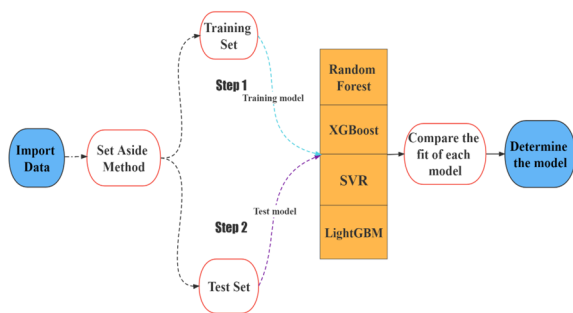 Import
Data
Set Aside
Method
Training
Set
Step 1
Training model
Step 2
Test model
Test Set
Random
Forest
XGBoost
SVR
LightGBM
Compare the
fit of each
model
Determine
the model